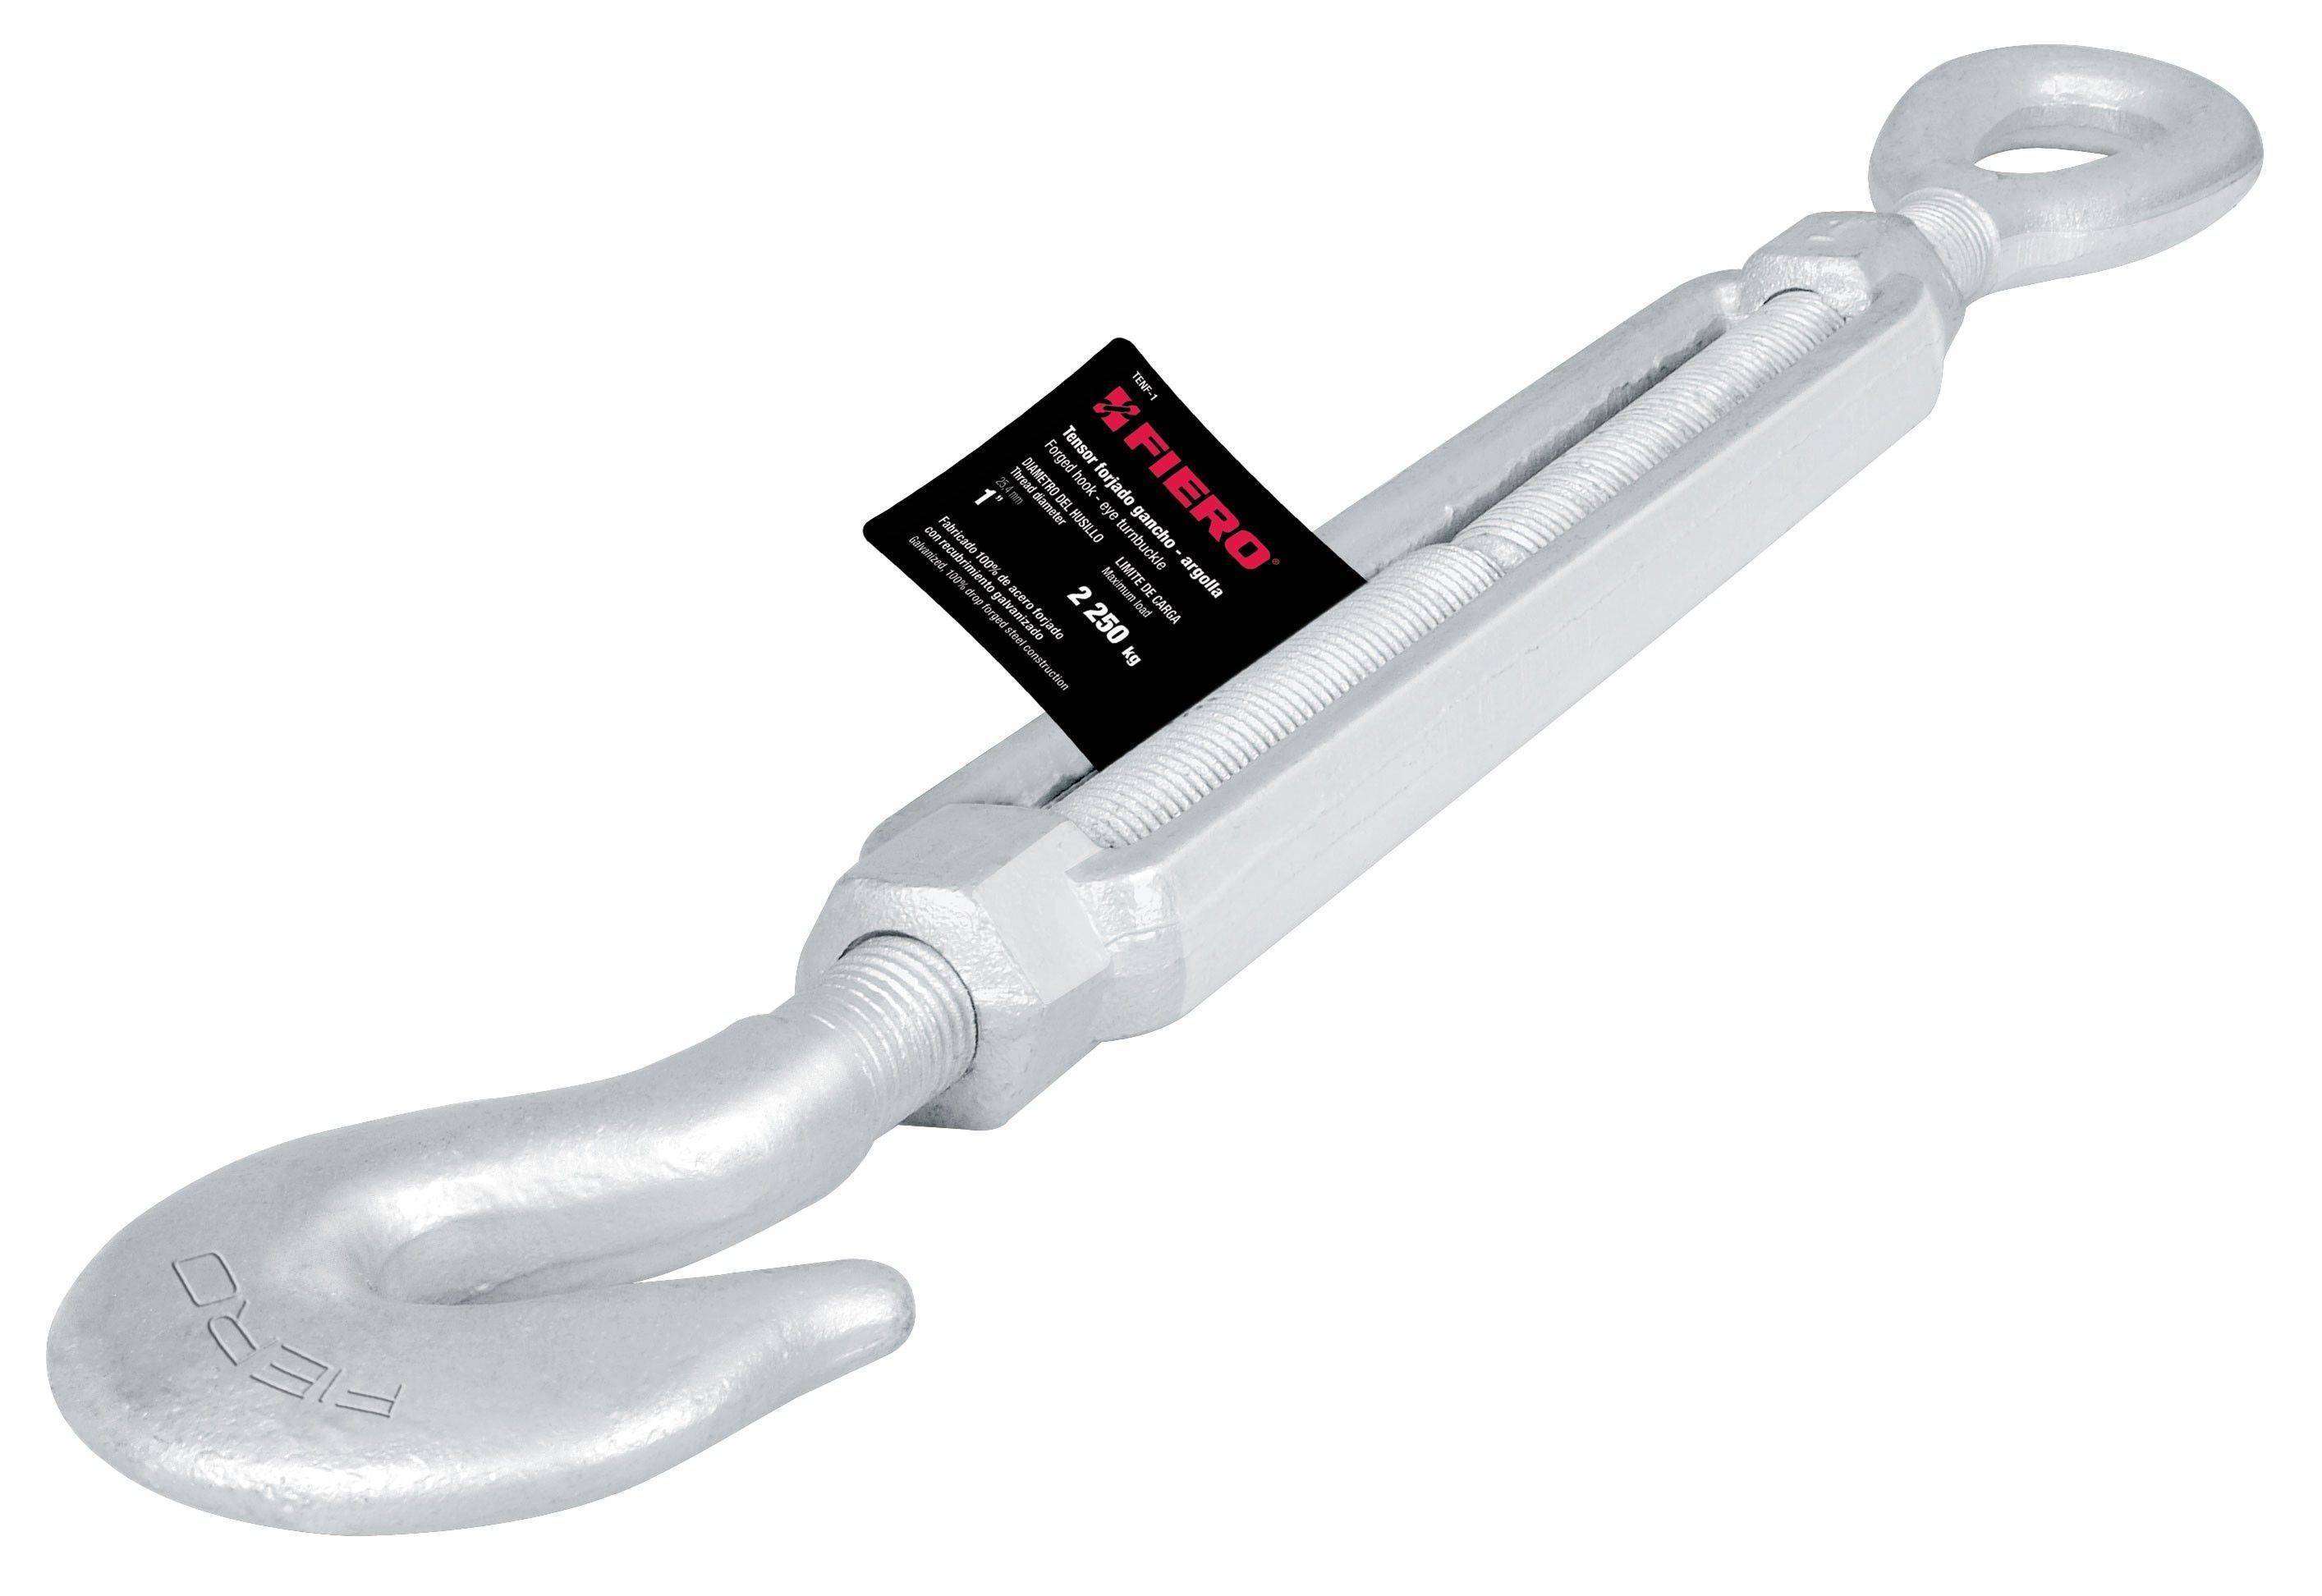 TENF-1
FIERO®
Tensor forjado gancho - argolla
Forged hook - eye turnbuckle
DIÁMETRO DEL HUSILLO
Thread diameter
25,4 mm
1"
LÍMITE DE CARGA
Maximum load
2 250 kg
Fabricado 100% de acero forjado
con recubrimiento galvanizado
Galvanized, 100% drop forged steel construction
FIERO